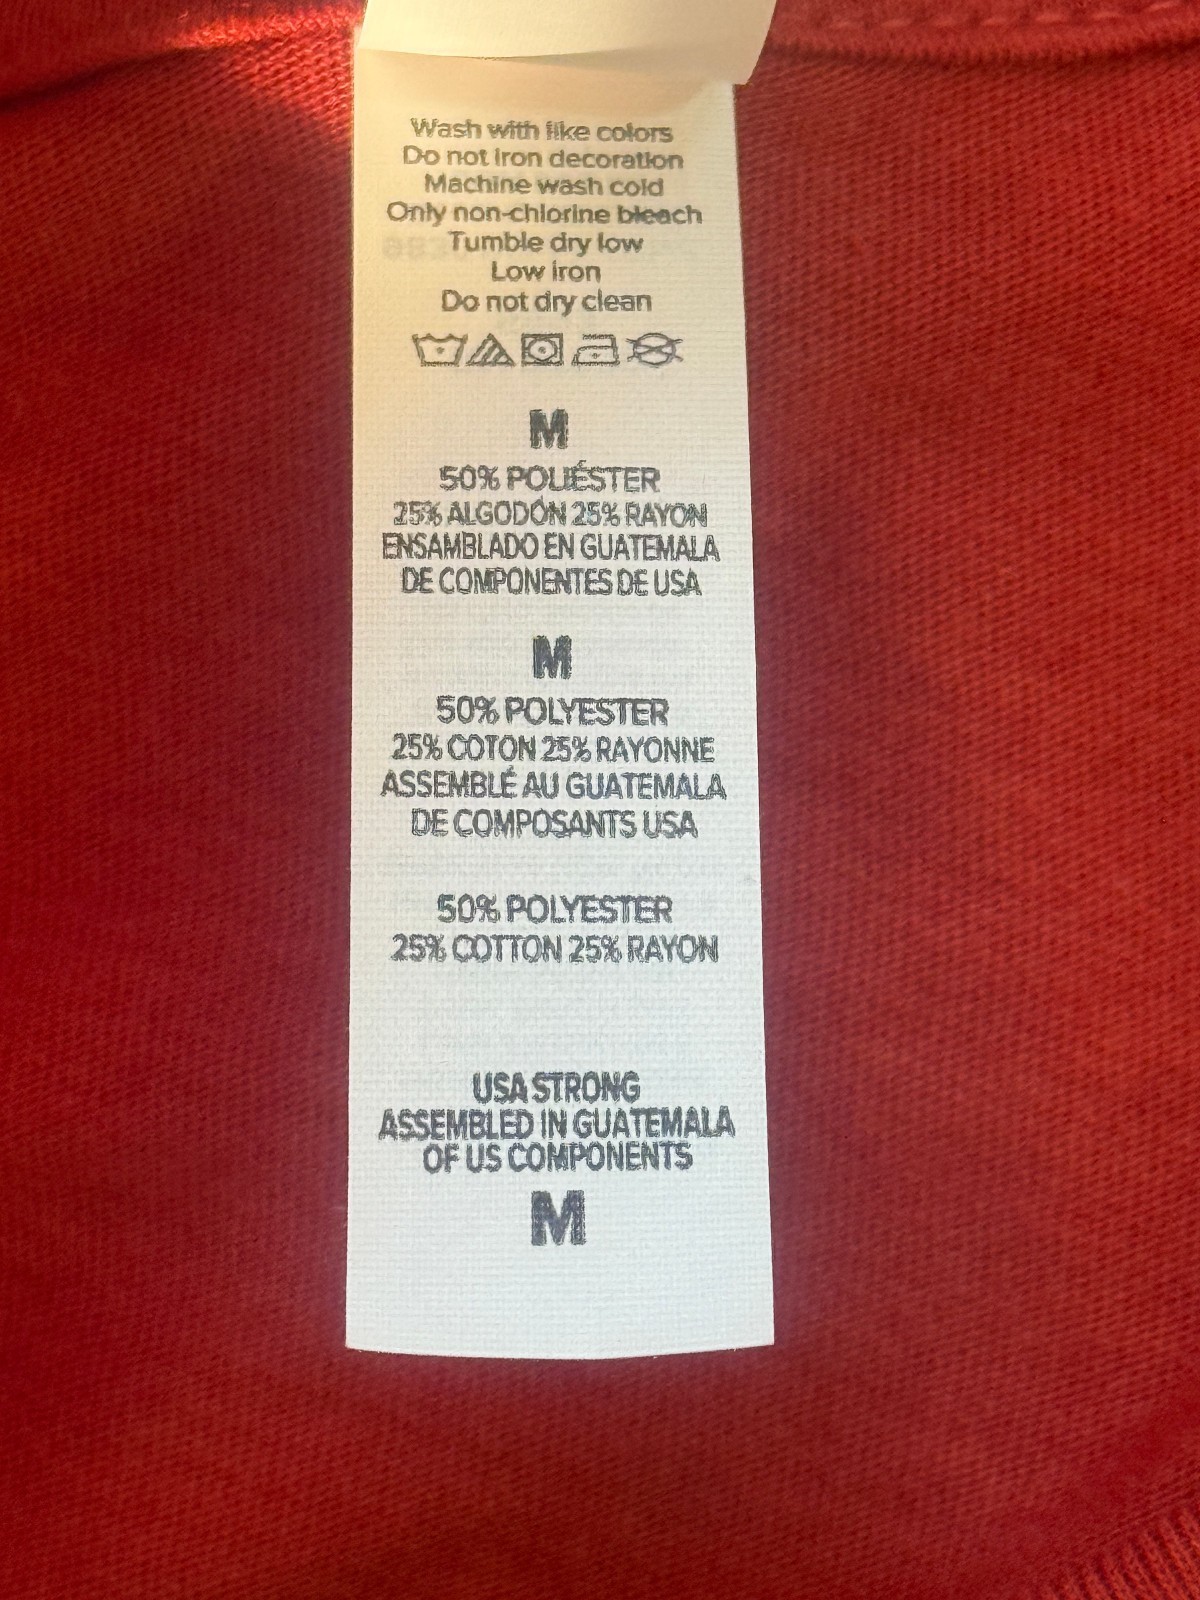 Wash with like colors
Do not iron decoration
Machine wash cold
Only non-chlorine bleach
Tumble dry low
Low iron
Do not dry clean
M
50% POLIÉSTER
25% ALGODÓN 25% RAYON
ENSAMBLADO EN GUATEMALA
DE COMPONENTES DE USA
M
50% POLYESTER
25% COTON 25% RAYONNE
ASSEMBLÉ AU GUATEMALA
DE COMPOSANTS USA
50% POLYESTER
25% COTTON 25% RAYON
USA STRONG
ASSEMBLED IN GUATEMALA
OF US COMPONENTS
M